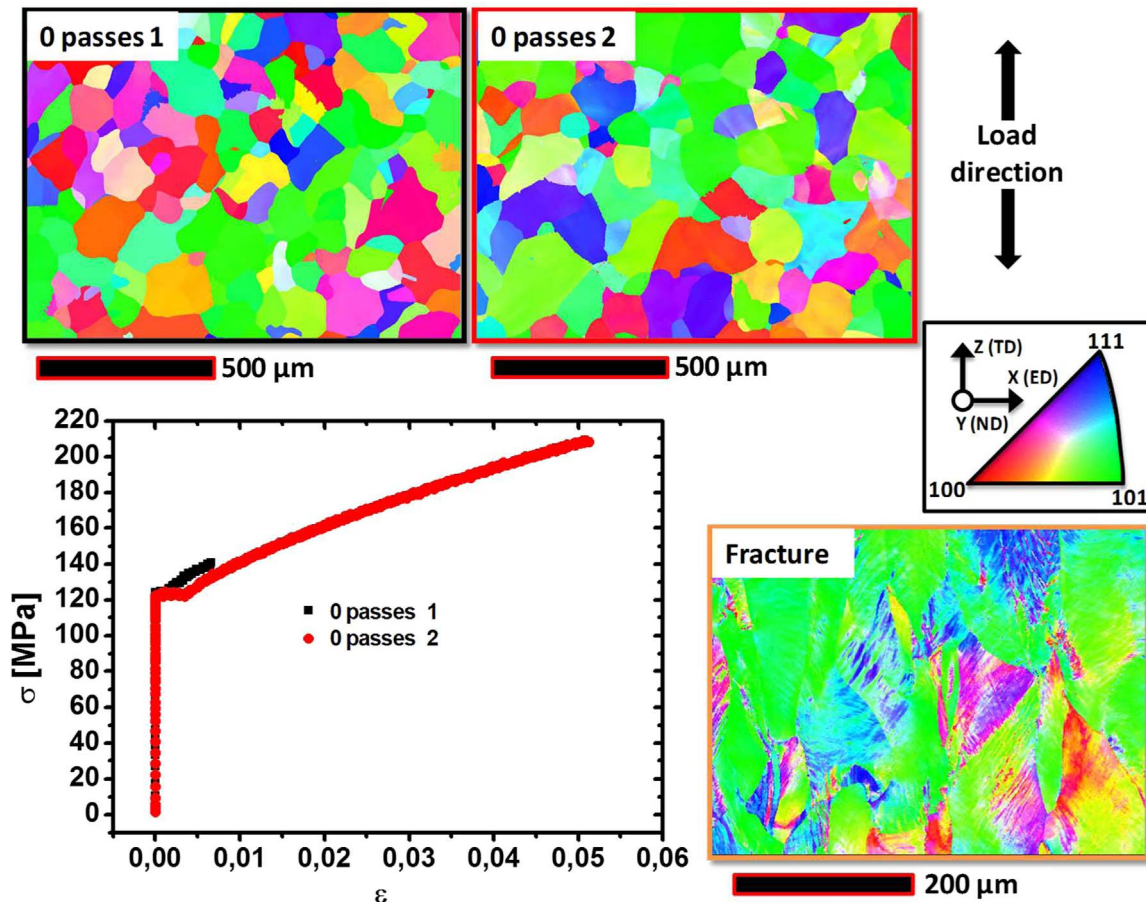 0 passes 1
0 passes 2
Load
direction
500 µm
500 µm
Z (TD)
X (ED)
Y (ND)
111
100
101
220
200
180
160
140
120
100
80
60
40
20
0
σ [MPa]
0 passes 1
0 passes 2
0,00
0,01
0,02
0,03
0,04
0,05
0,06
ε
Fracture
200 µm